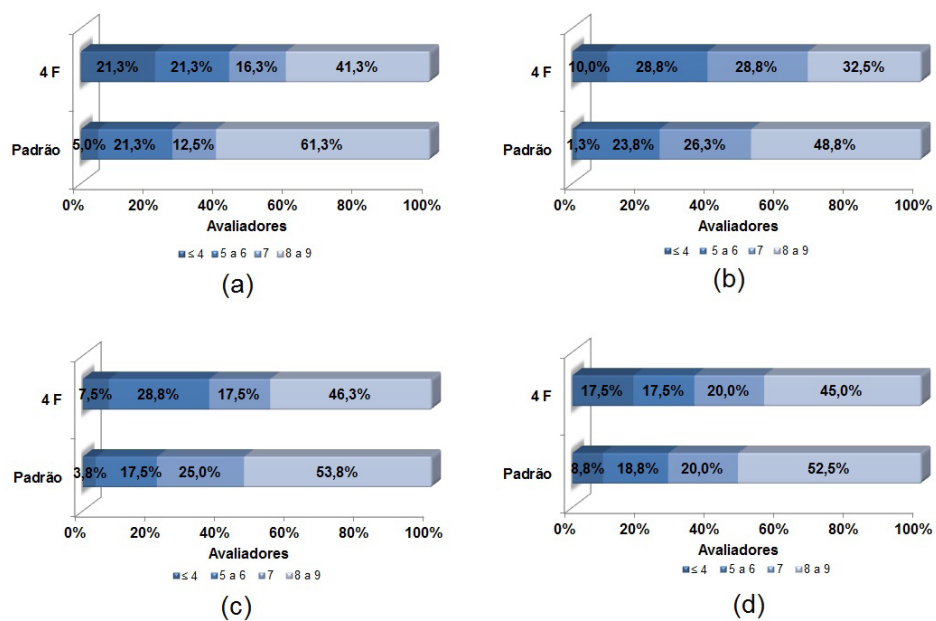 4 F
21,3% 21,3% 16,3% 41,3%
Padrão
5,0% 21,3% 12,5% 61,3%
0% 20% 40% 60% 80% 100%
Avaliadores
≤ 4 5 a 6 7 8 a 9
(a)
4 F
10,0% 28,8% 28,8% 32,5%
Padrão
1,3% 23,8% 26,3% 48,8%
0% 20% 40% 60% 80% 100%
Avaliadores
≤ 4 5 a 6 7 8 a 9
(b)
4 F
7,5% 28,8% 17,5% 46,3%
Padrão
3,8% 17,5% 25,0% 53,8%
0% 20% 40% 60% 80% 100%
Avaliadores
≤ 4 5 a 6 7 8 a 9
(c)
4 F
17,5% 17,5% 20,0% 45,0%
Padrão
8,8% 18,8% 20,0% 52,5%
0% 20% 40% 60% 80% 100%
Avaliadores
≤ 4 5 a 6 7 8 a 9
(d)